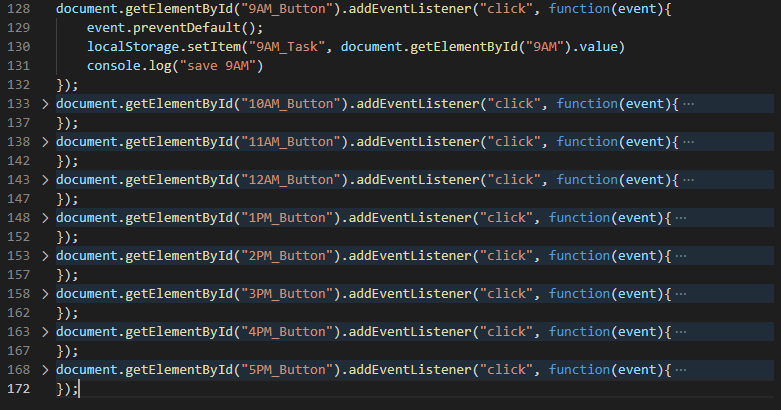 128 document.getElementById("9AM_Button").addEventListener("click", function(event){
129     event.preventDefault();
130     localStorage.setItem("9AM_Task", document.getElementById("9AM").value)
131     console.log("save 9AM")
132 });
133 > document.getElementById("10AM_Button").addEventListener("click", function(event){ ⋯
137 });
138 > document.getElementById("11AM_Button").addEventListener("click", function(event){ ⋯
142 });
143 > document.getElementById("12AM_Button").addEventListener("click", function(event){ ⋯
147 });
148 > document.getElementById("1PM_Button").addEventListener("click", function(event){ ⋯
152 });
153 > document.getElementById("2PM_Button").addEventListener("click", function(event){ ⋯
157 });
158 > document.getElementById("3PM_Button").addEventListener("click", function(event){ ⋯
162 });
163 > document.getElementById("4PM_Button").addEventListener("click", function(event){ ⋯
167 });
168 > document.getElementById("5PM_Button").addEventListener("click", function(event){ ⋯
172 });